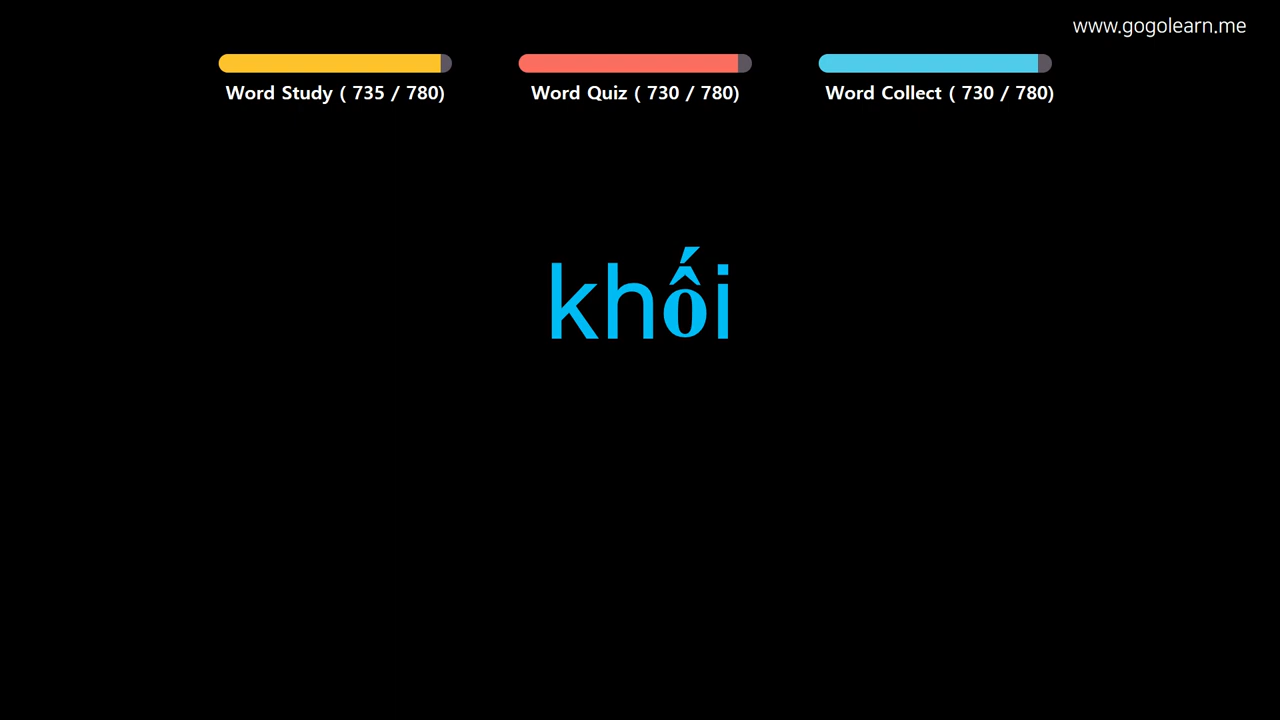 www.gogolearn.me
Word Study ( 735 / 780)
Word Quiz ( 730 / 780)
Word Collect ( 730 / 780)
khối